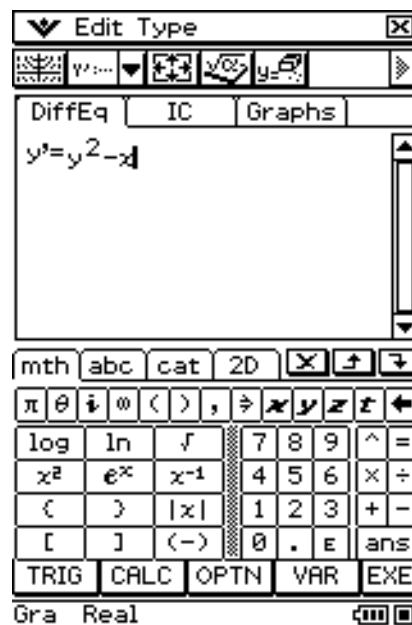 Edit Type
y':...
y=
DiffEq IC Graphs
y'=y²-x
mth abc cat 2D
π θ i ∞ ( ) , ⇒ x y z t ←
log ln √ 7 8 9 ^ =
x² eˣ x⁻¹ 4 5 6 × ÷
( ) |x| 1 2 3 + -
[ ] (-) 0 . E ans
TRIG CALC OPTN VAR EXE
Gra Real